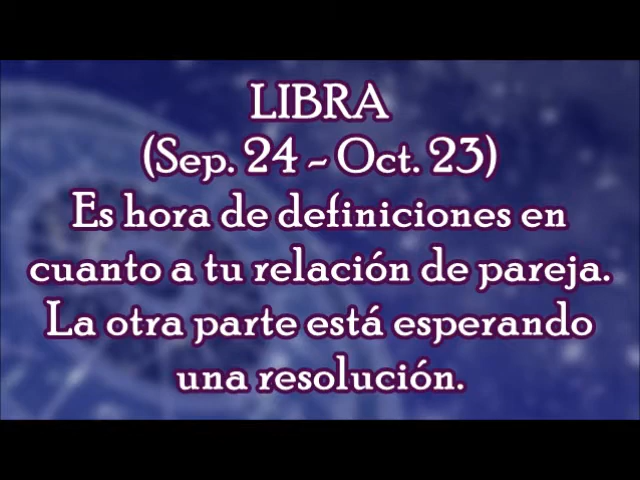 LIBRA
(Sep. 24 - Oct. 23)
Es hora de definiciones en
cuanto a tu relación de pareja.
La otra parte está esperando
una resolución.